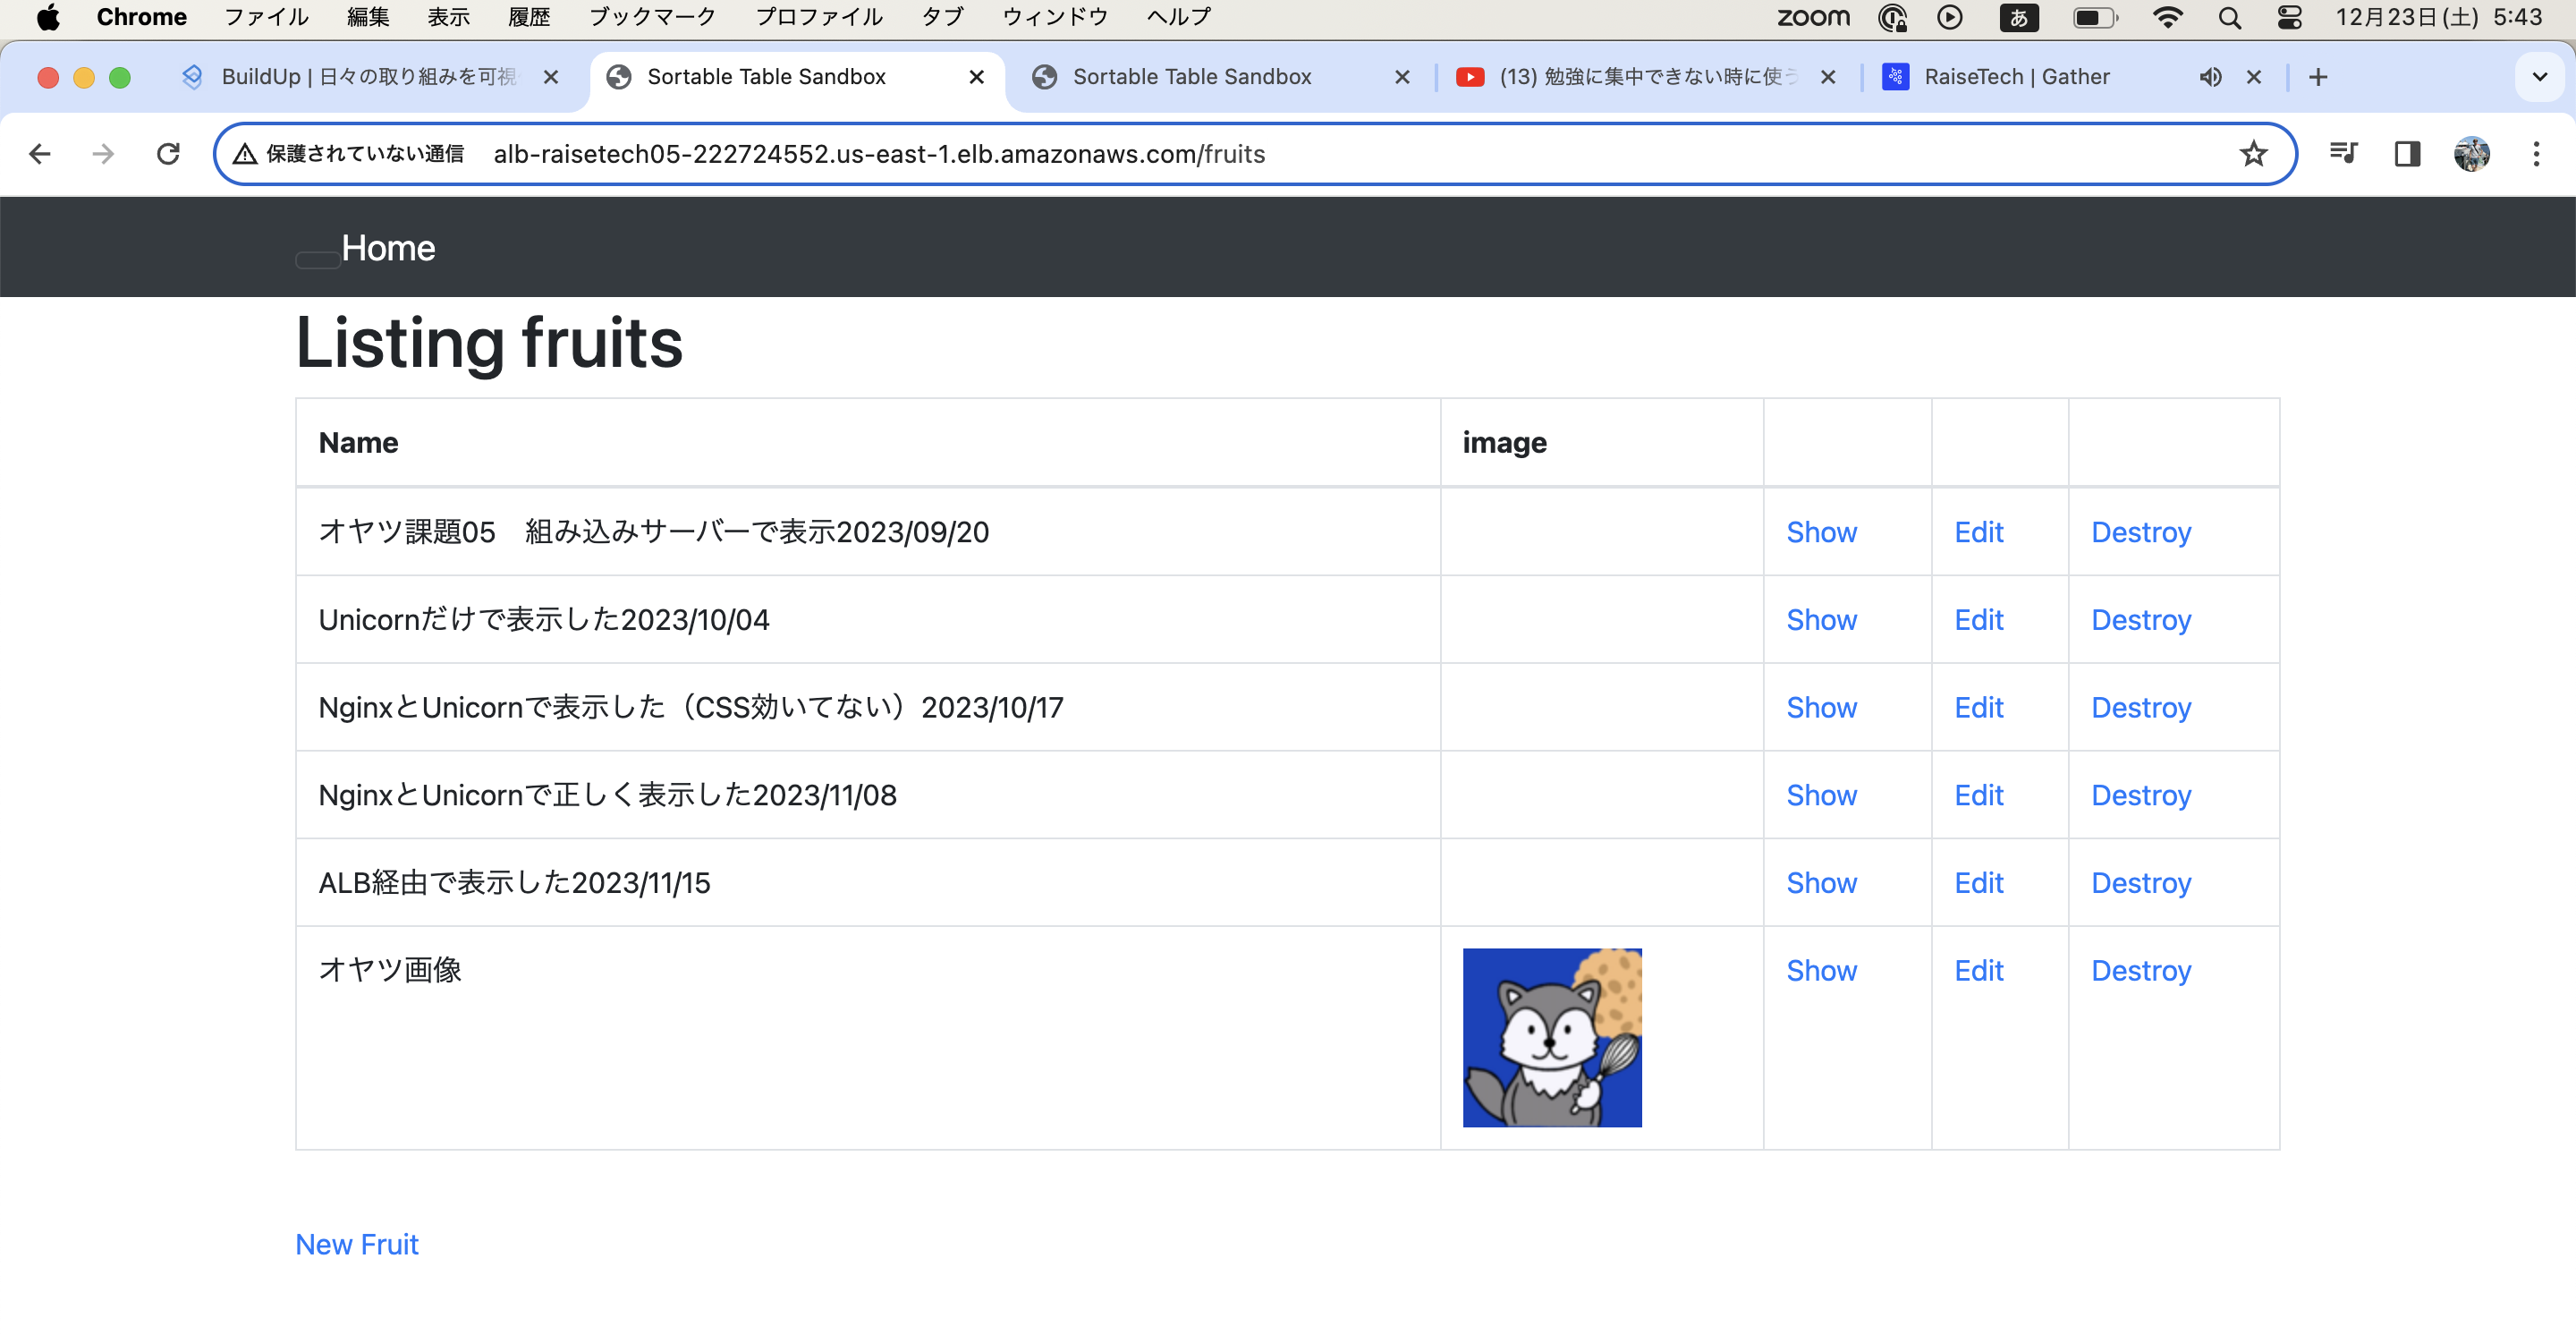 Chrome ファイル 編集 表示 履歴 ブックマーク プロファイル タブ ウィンドウ ヘルプ zoom あ 12月23日(土) 5:43
BuildUp | 日々の取り組みを可視 Sortable Table Sandbox Sortable Table Sandbox (13) 勉強に集中できない時に使う RaiseTech | Gather
保護されていない通信 alb-raisetech05-222724552.us-east-1.elb.amazonaws.com/fruits
Home
Listing fruits
Name image
オヤツ課題05　組み込みサーバーで表示2023/09/20 Show Edit Destroy
Unicornだけで表示した2023/10/04 Show Edit Destroy
NginxとUnicornで表示した（CSS効いてない）2023/10/17 Show Edit Destroy
NginxとUnicornで正しく表示した2023/11/08 Show Edit Destroy
ALB経由で表示した2023/11/15 Show Edit Destroy
オヤツ画像 Show Edit Destroy
New Fruit